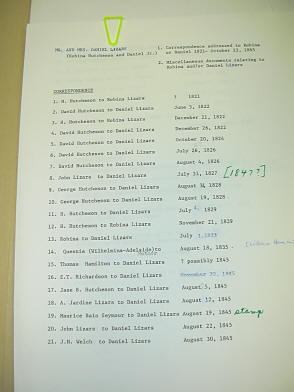 MR. AND MRS. DANIEL LIZARS
(Robina Hutcheson and Daniel Jr.)
1. Correspondence addressed to Robina
or Daniel 1821- October 13, 1845
2. Miscellaneous documents relating to
Robina and/or Daniel Lizars
CORRESPONDENCE
1. H. Hutcheson to Robina Lizars ? 1821
2. David Hutcheson to Daniel Lizars June 3, 1822
3. H. Hutcheson to Robina Lizars December 21, 1822
4. David Hutcheson to Daniel Lizars December 26, 1822
5. David Hutcheson to Daniel Lizars October 20, 1826
6. David Hutcheson to Daniel Lizars July 26, 1826
7. David Hutcheson to Daniel Lizars August 4, 1826
8. John Lizars to Daniel Lizars July 31, 1827 [1847?]
9. George Hutcheson to Daniel Lizars August 14, 1828
10. George Hutcheson to Daniel Lizars August 19, 1828
11. H. Hutcheson to Daniel Lizars July 1829
12. H. Hutcheson to Robina Lizars November 21, 1839
13. Robina to Daniel Lizars July
14. Queenie (Wilhelmina-Adelaide) to August 18, 1835
15. Thomas Hamilton to Daniel Lizars ? possibly 1845
16. E.T. Richardson to Daniel Lizars November 20, 1845
17. Jane H. Hutcheson to Daniel Lizars August 5, 1845
18. A. Jardine Lizars to Daniel Lizars August 12, 1845
19. Maurice Bain Seymour to Daniel Lizars August 19, 1845 stamp
20. John Lizars to Daniel Lizars August 22, 1845
21. J.H. Welch to Daniel Lizars August 30, 1845